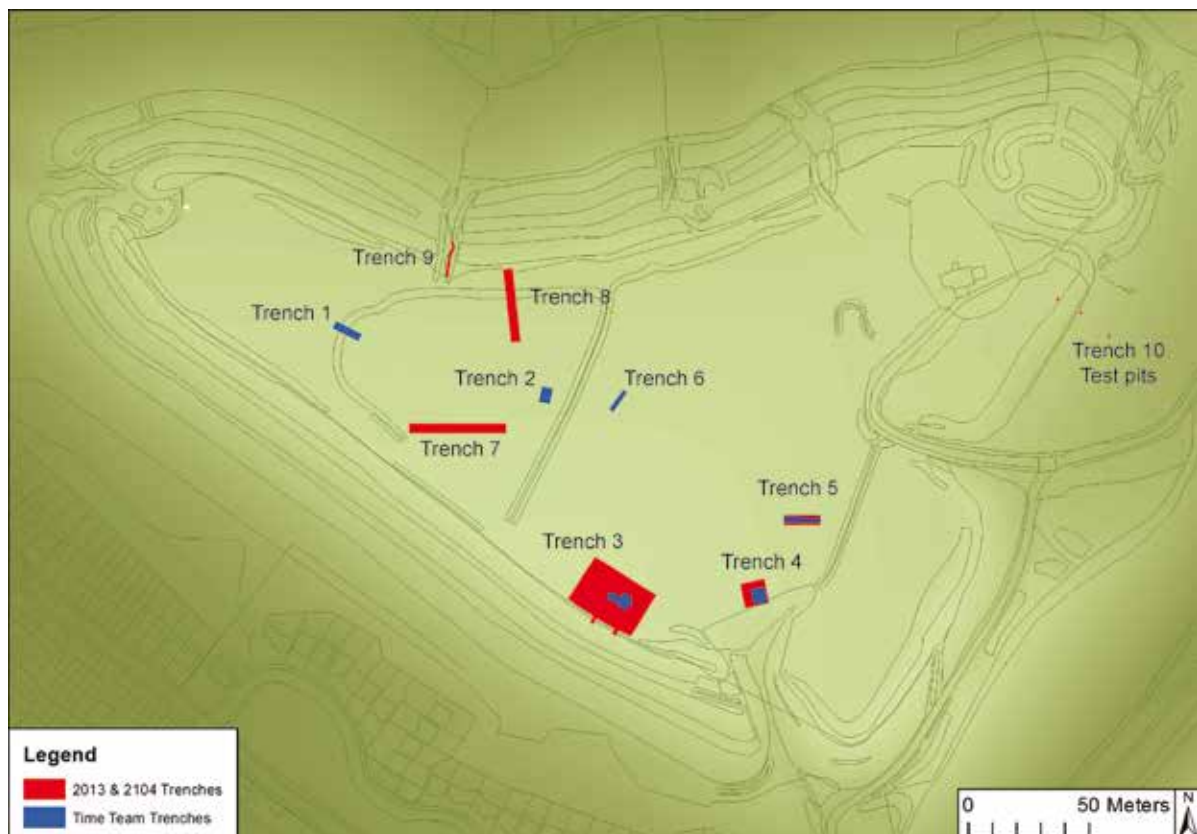 Trench 9
Trench 8
Trench 1
Trench 10
Test pits
Trench 2
Trench 6
Trench 7
Trench 5
Trench 3
Trench 4
Legend
2013 & 2104 Trenches
Time Team Trenches
0 50 Meters
N